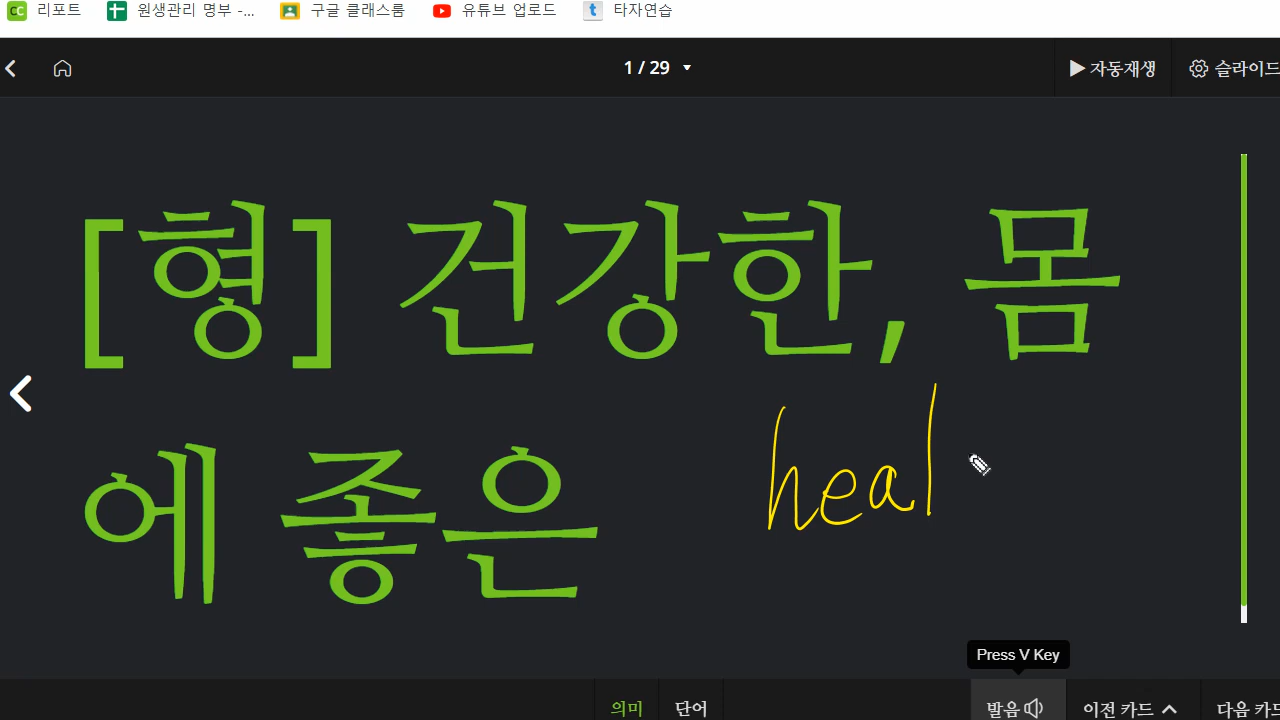 리포트 원생관리 명부 -... 구글 클래스룸 유튜브 업로드 타자연습
1 / 29 자동재생 슬라이드
[형] 건강한, 몸
에 좋은
heal
Press V Key
의미 단어 발음 이전 카드 다음 카드